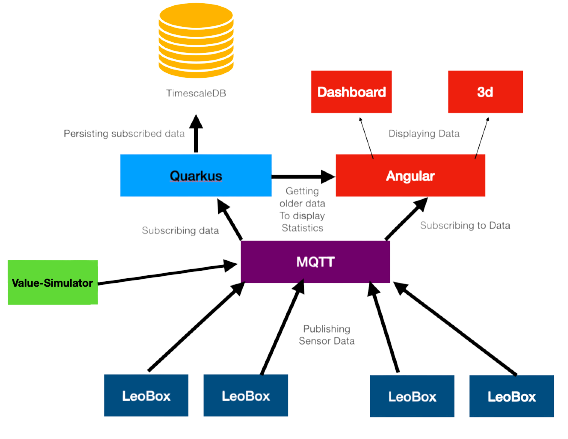 TimescaleDB
Dashboard
3d
Persisting subscribed data
Displaying Data
Quarkus
Angular
Getting
older data
To display
Statistics
Subscribing data
Subscribing to Data
MQTT
Value-Simulator
Publishing
Sensor Data
LeoBox
LeoBox
LeoBox
LeoBox